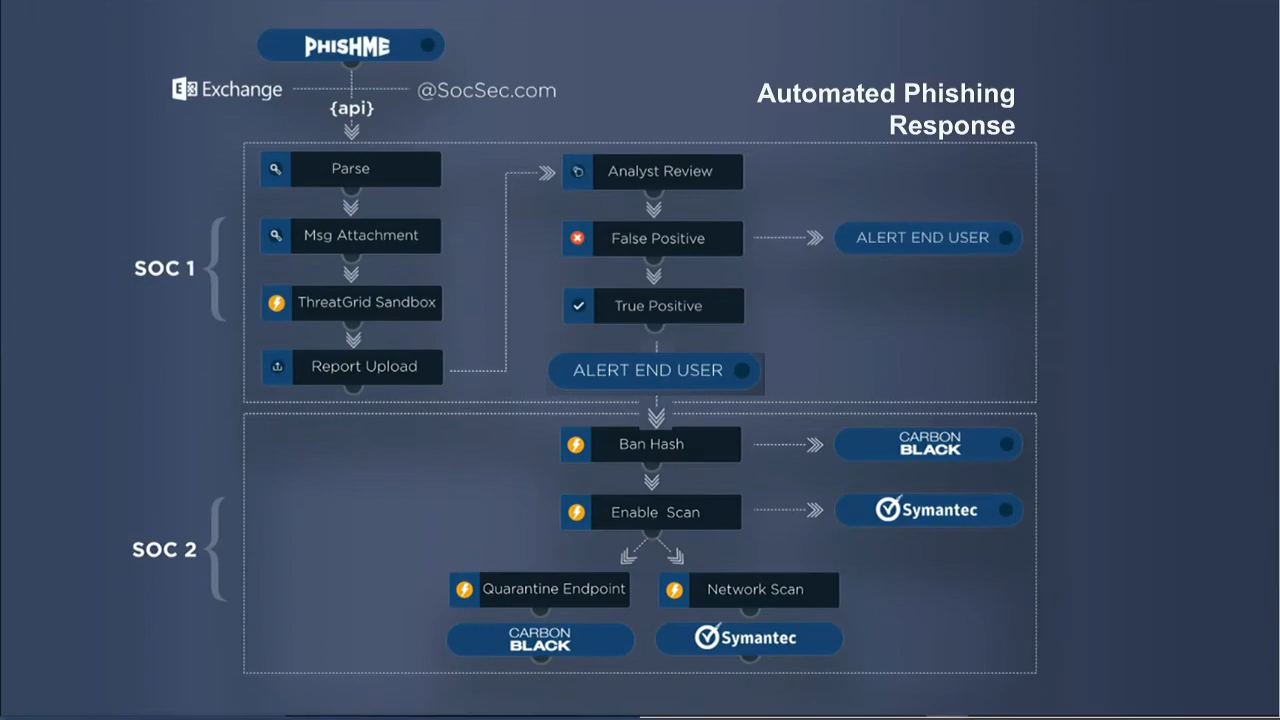 PHISHME
Exchange
@SocSec.com
{api}
Automated Phishing
Response
SOC 1
Parse
Msg Attachment
ThreatGrid Sandbox
Report Upload
Analyst Review
False Positive
ALERT END USER
True Positive
ALERT END USER
SOC 2
Ban Hash
CARBON
BLACK
Enable Scan
Symantec
Quarantine Endpoint
Network Scan
CARBON
BLACK
Symantec